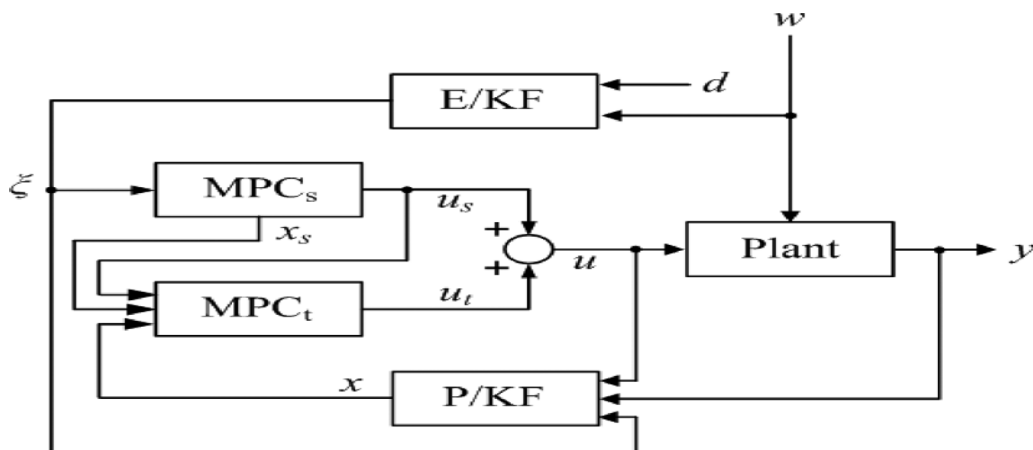 w
E/KF
d
ξ
MPCs
us
xs
+
+
u
Plant
y
MPCt
ut
x
P/KF